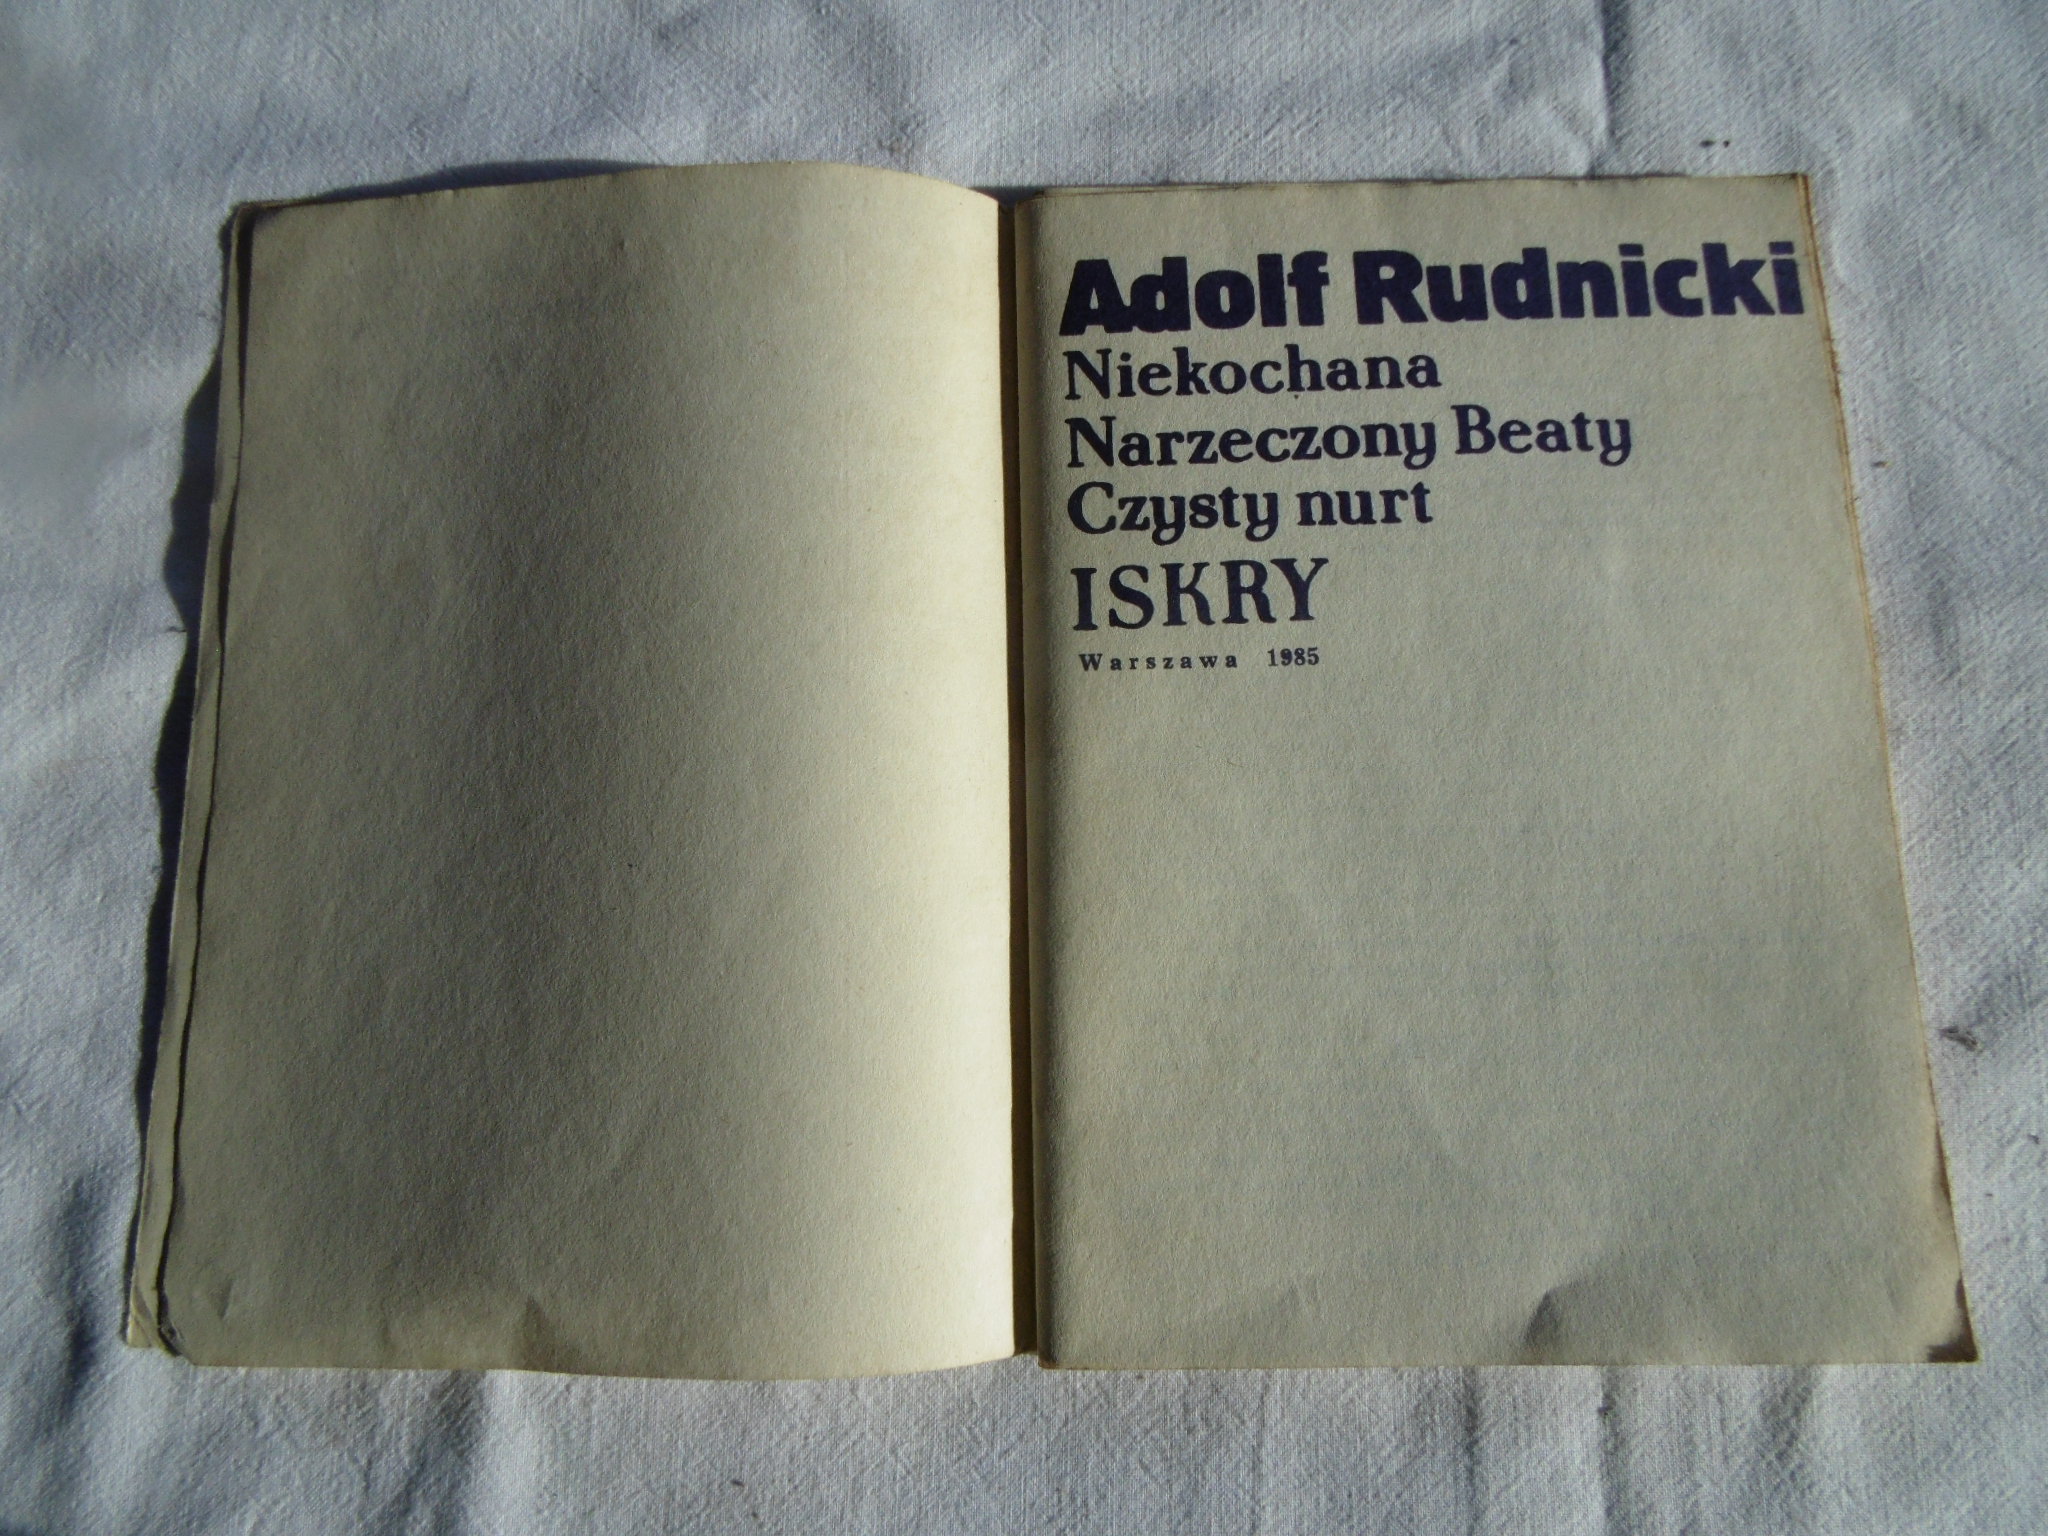 Adolf Rudnicki
Niekochana
Narzeczony Beaty
Czysty nurt
ISKRY
Warszawa 1985